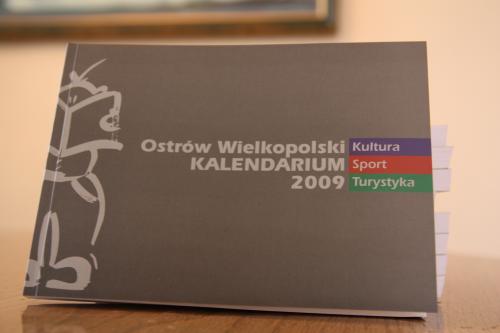 Ostrów Wielkopolski
KALENDARIUM
2009
Kultura
Sport
Turystyka